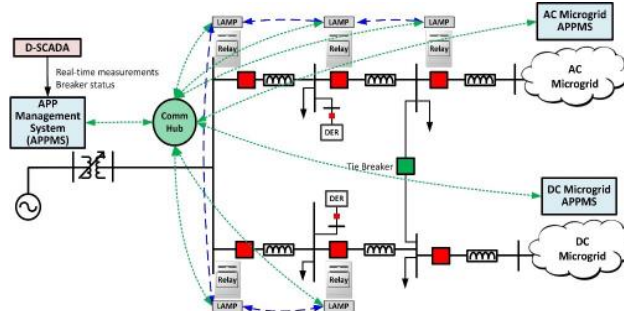 LAMP
LAMP
LAMP
Relay
Relay
Relay
AC Microgrid
APPMS
D-SCADA
Real-time measurements
Breaker status
APP
Management
System
(APPMS)
Comm
Hub
AC
Microgrid
DER
Tie Breaker
DC Microgrid
APPMS
DER
DC
Microgrid
Relay
Relay
LAMP
LAMP